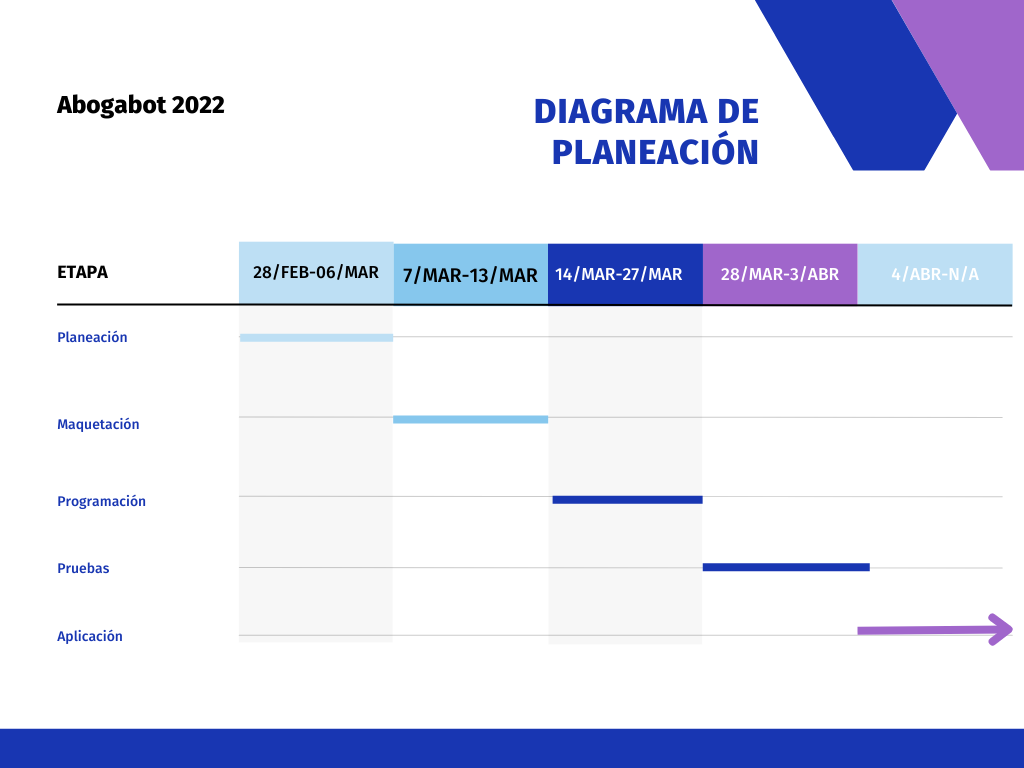 Abogabot 2022
DIAGRAMA DE
PLANEACIÓN
ETAPA
28/FEB-06/MAR
7/MAR-13/MAR
14/MAR-27/MAR
28/MAR-3/ABR
4/ABR-N/A
Planeación
Maquetación
Programación
Pruebas
Aplicación